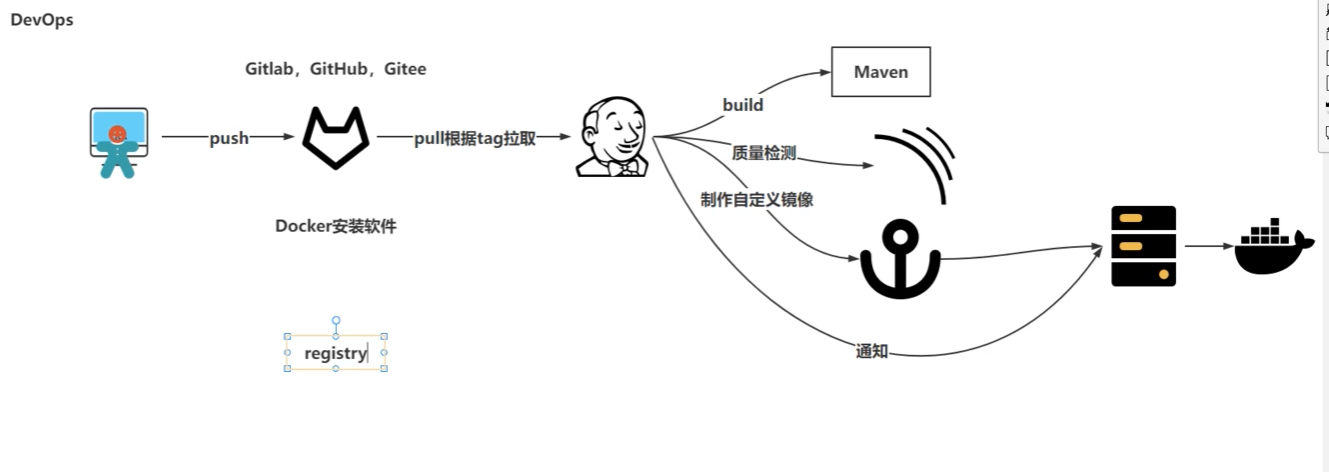 DevOps
Gitlab，GitHub，Gitee
push
pull根据tag拉取
build
Maven
质量检测
制作自定义镜像
Docker安装软件
通知
registry